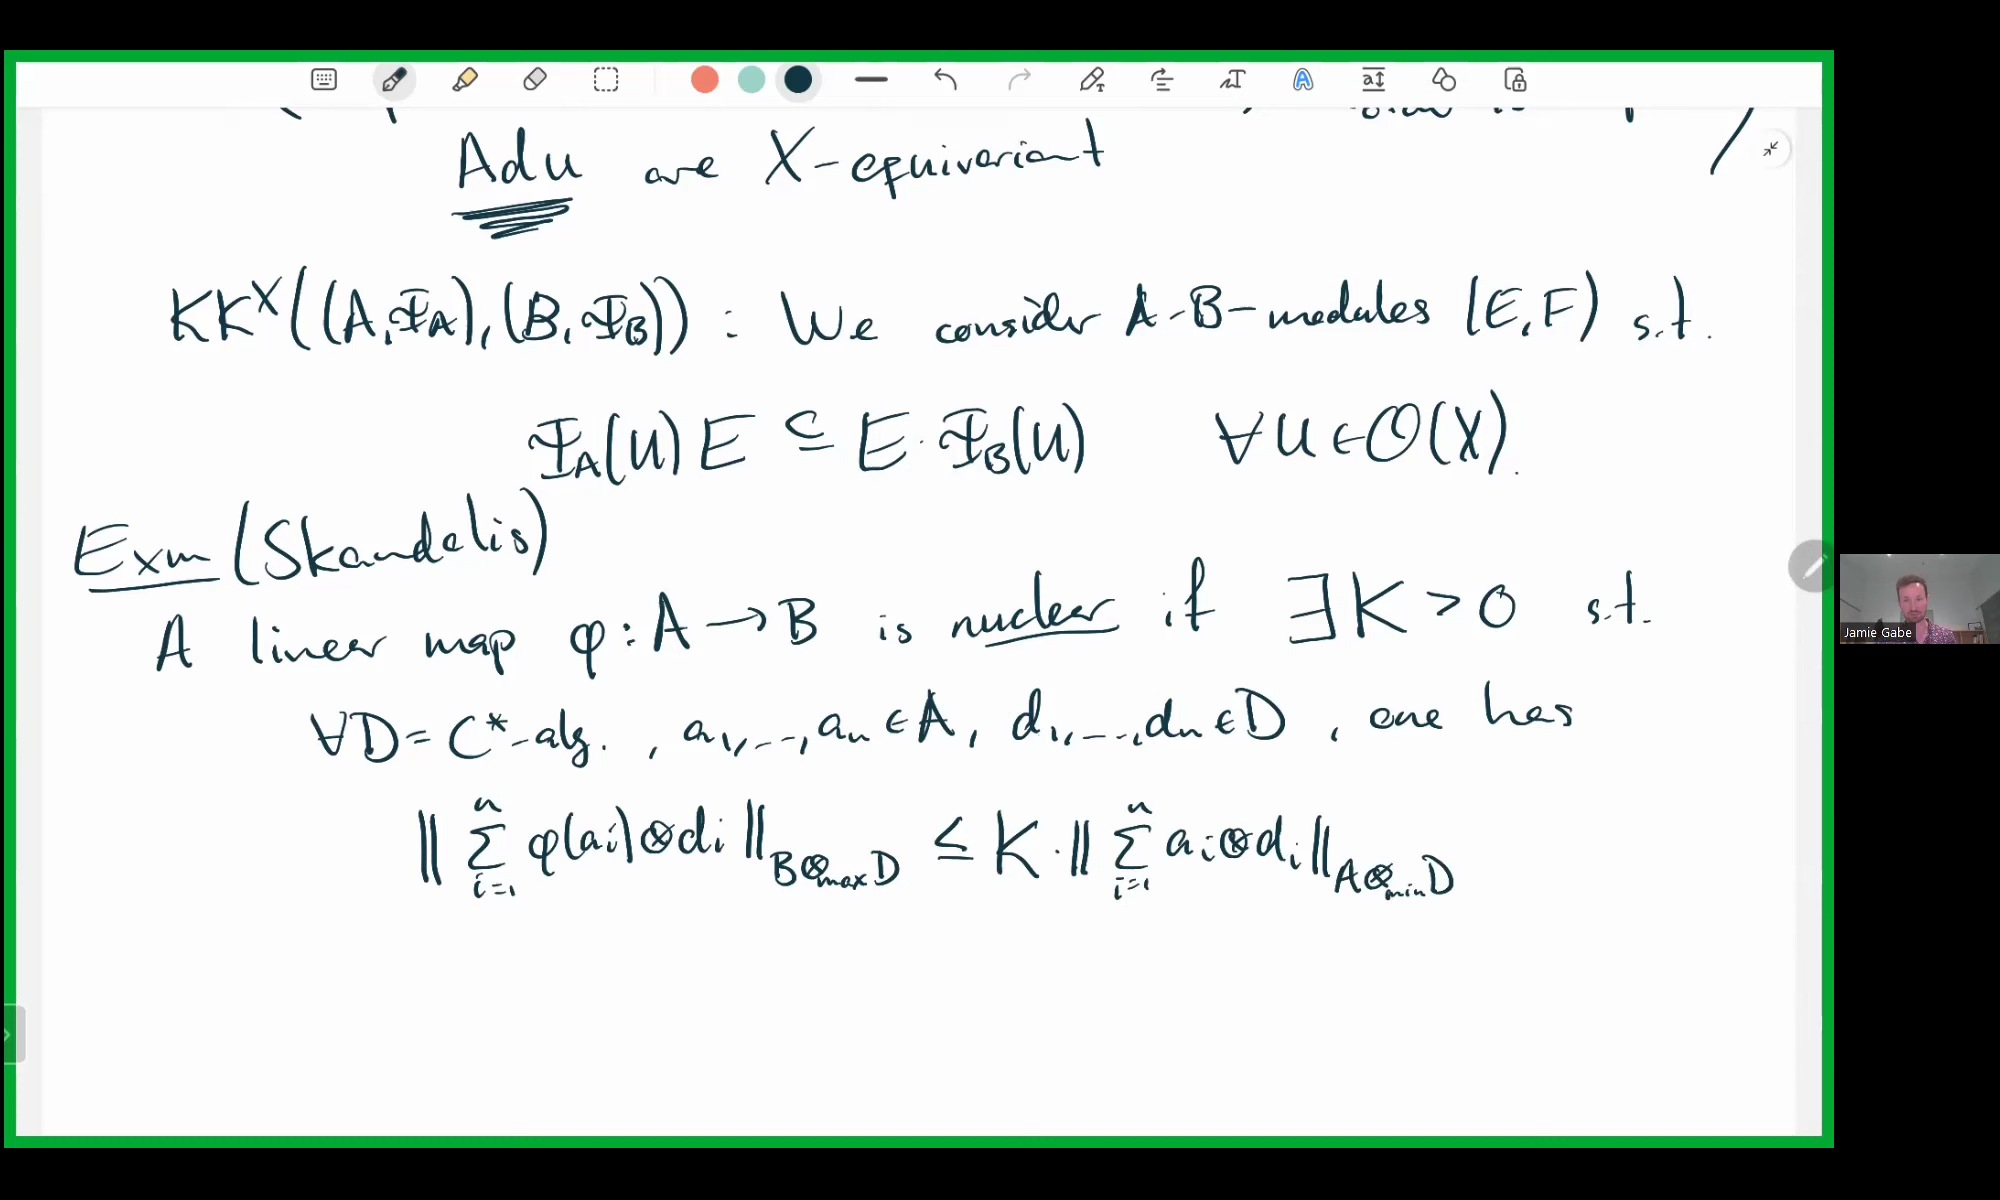 Adu are X-equivariant
KK^X((A,Φ_A),(B,Φ_B)) : We consider A-B-modules (E,F) s.t.
Φ_A(U)E ⊆ E·Φ_B(U) ∀U∈O(X).
Exm (Skandalis)
A linear map φ:A→B is nuclear if ∃K>0 s.t.
∀D=C*-alg., a_1,...,a_n∈A, d_1,...,d_n∈D, one has
‖∑_{i=1}^n φ(a_i)⊗d_i‖_{B⊗_max D} ≤ K·‖∑_{i=1}^n a_i⊗d_i‖_{A⊗_min D}
Jamie Gabe